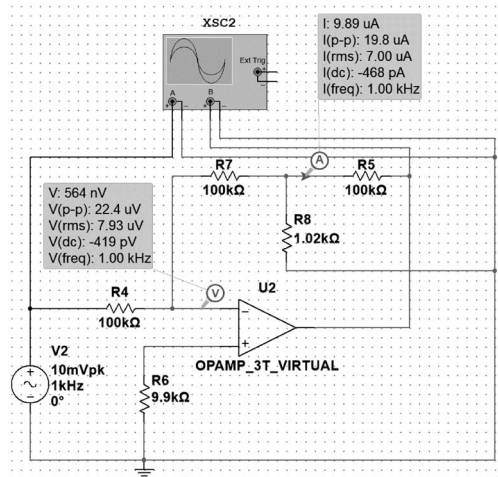 XSC2
Ext Trig
+
A
B
+
-
+
-
I: 9.89 uA
I(p-p): 19.8 uA
I(rms): 7.00 uA
I(dc): -468 pA
I(freq): 1.00 kHz
A
R7
100kΩ
R5
100kΩ
R8
1.02kΩ
V: 564 nV
V(p-p): 22.4 uV
V(rms): 7.93 uV
V(dc): -419 pV
V(freq): 1.00 kHz
V
R4
100kΩ
U2
OPAMP_3T_VIRTUAL
V2
10mVpk
1kHz
0°
R6
9.9kΩ